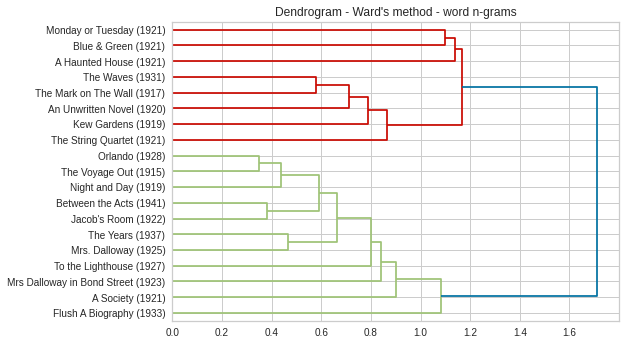 Dendrogram - Ward's method - word n-grams
Monday or Tuesday (1921)
Blue & Green (1921)
A Haunted House (1921)
The Waves (1931)
The Mark on The Wall (1917)
An Unwritten Novel (1920)
Kew Gardens (1919)
The String Quartet (1921)
Orlando (1928)
The Voyage Out (1915)
Night and Day (1919)
Between the Acts (1941)
Jacob's Room (1922)
The Years (1937)
Mrs. Dalloway (1925)
To the Lighthouse (1927)
Mrs Dalloway in Bond Street (1923)
A Society (1921)
Flush A Biography (1933)
0.0 0.2 0.4 0.6 0.8 1.0 1.2 1.4 1.6